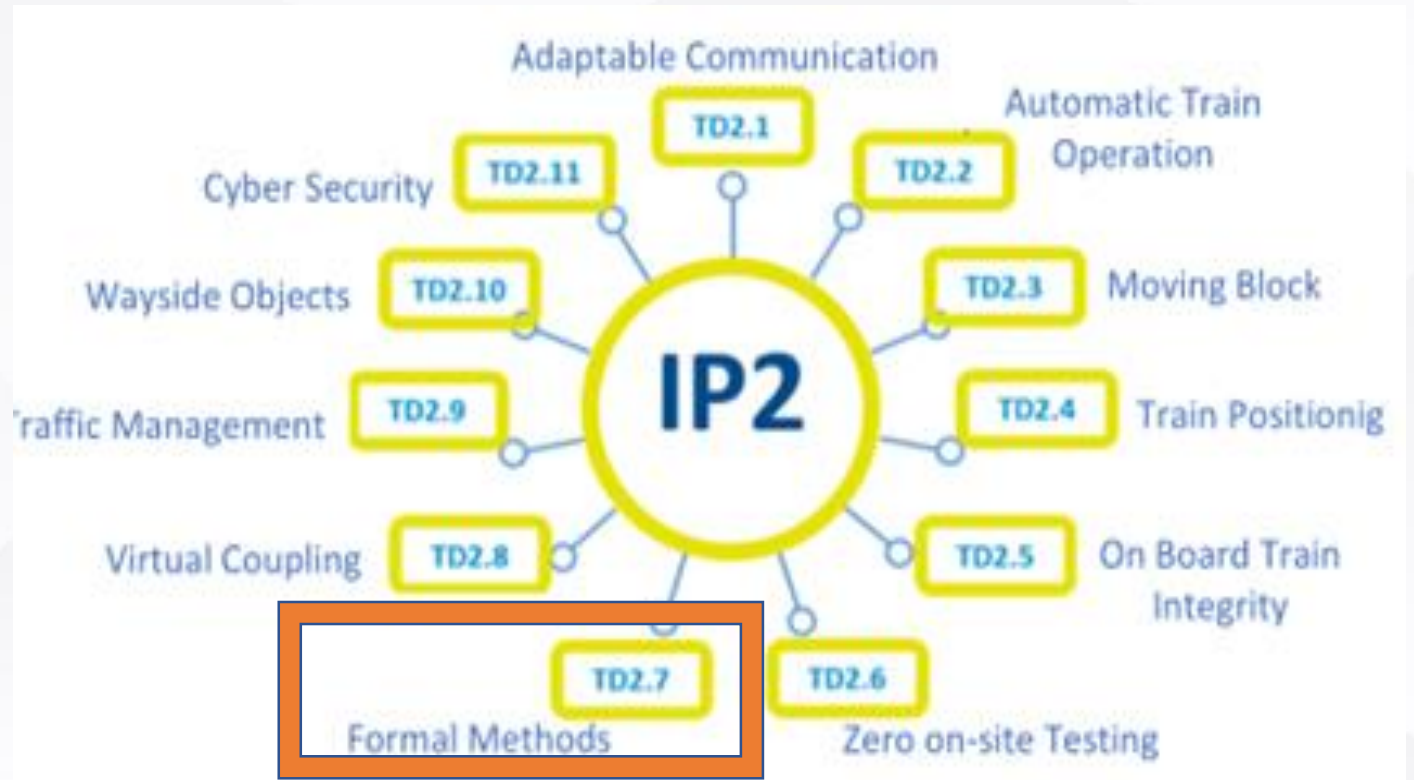 Adaptable Communication
TD2.1
Automatic Train
Operation
TD2.2
TD2.3
Moving Block
TD2.4
Train Positionig
TD2.5
On Board Train
Integrity
TD2.6
Zero on-site Testing
TD2.7
Formal Methods
TD2.8
Virtual Coupling
TD2.9
raffic Management
TD2.10
Wayside Objects
TD2.11
Cyber Security
IP2